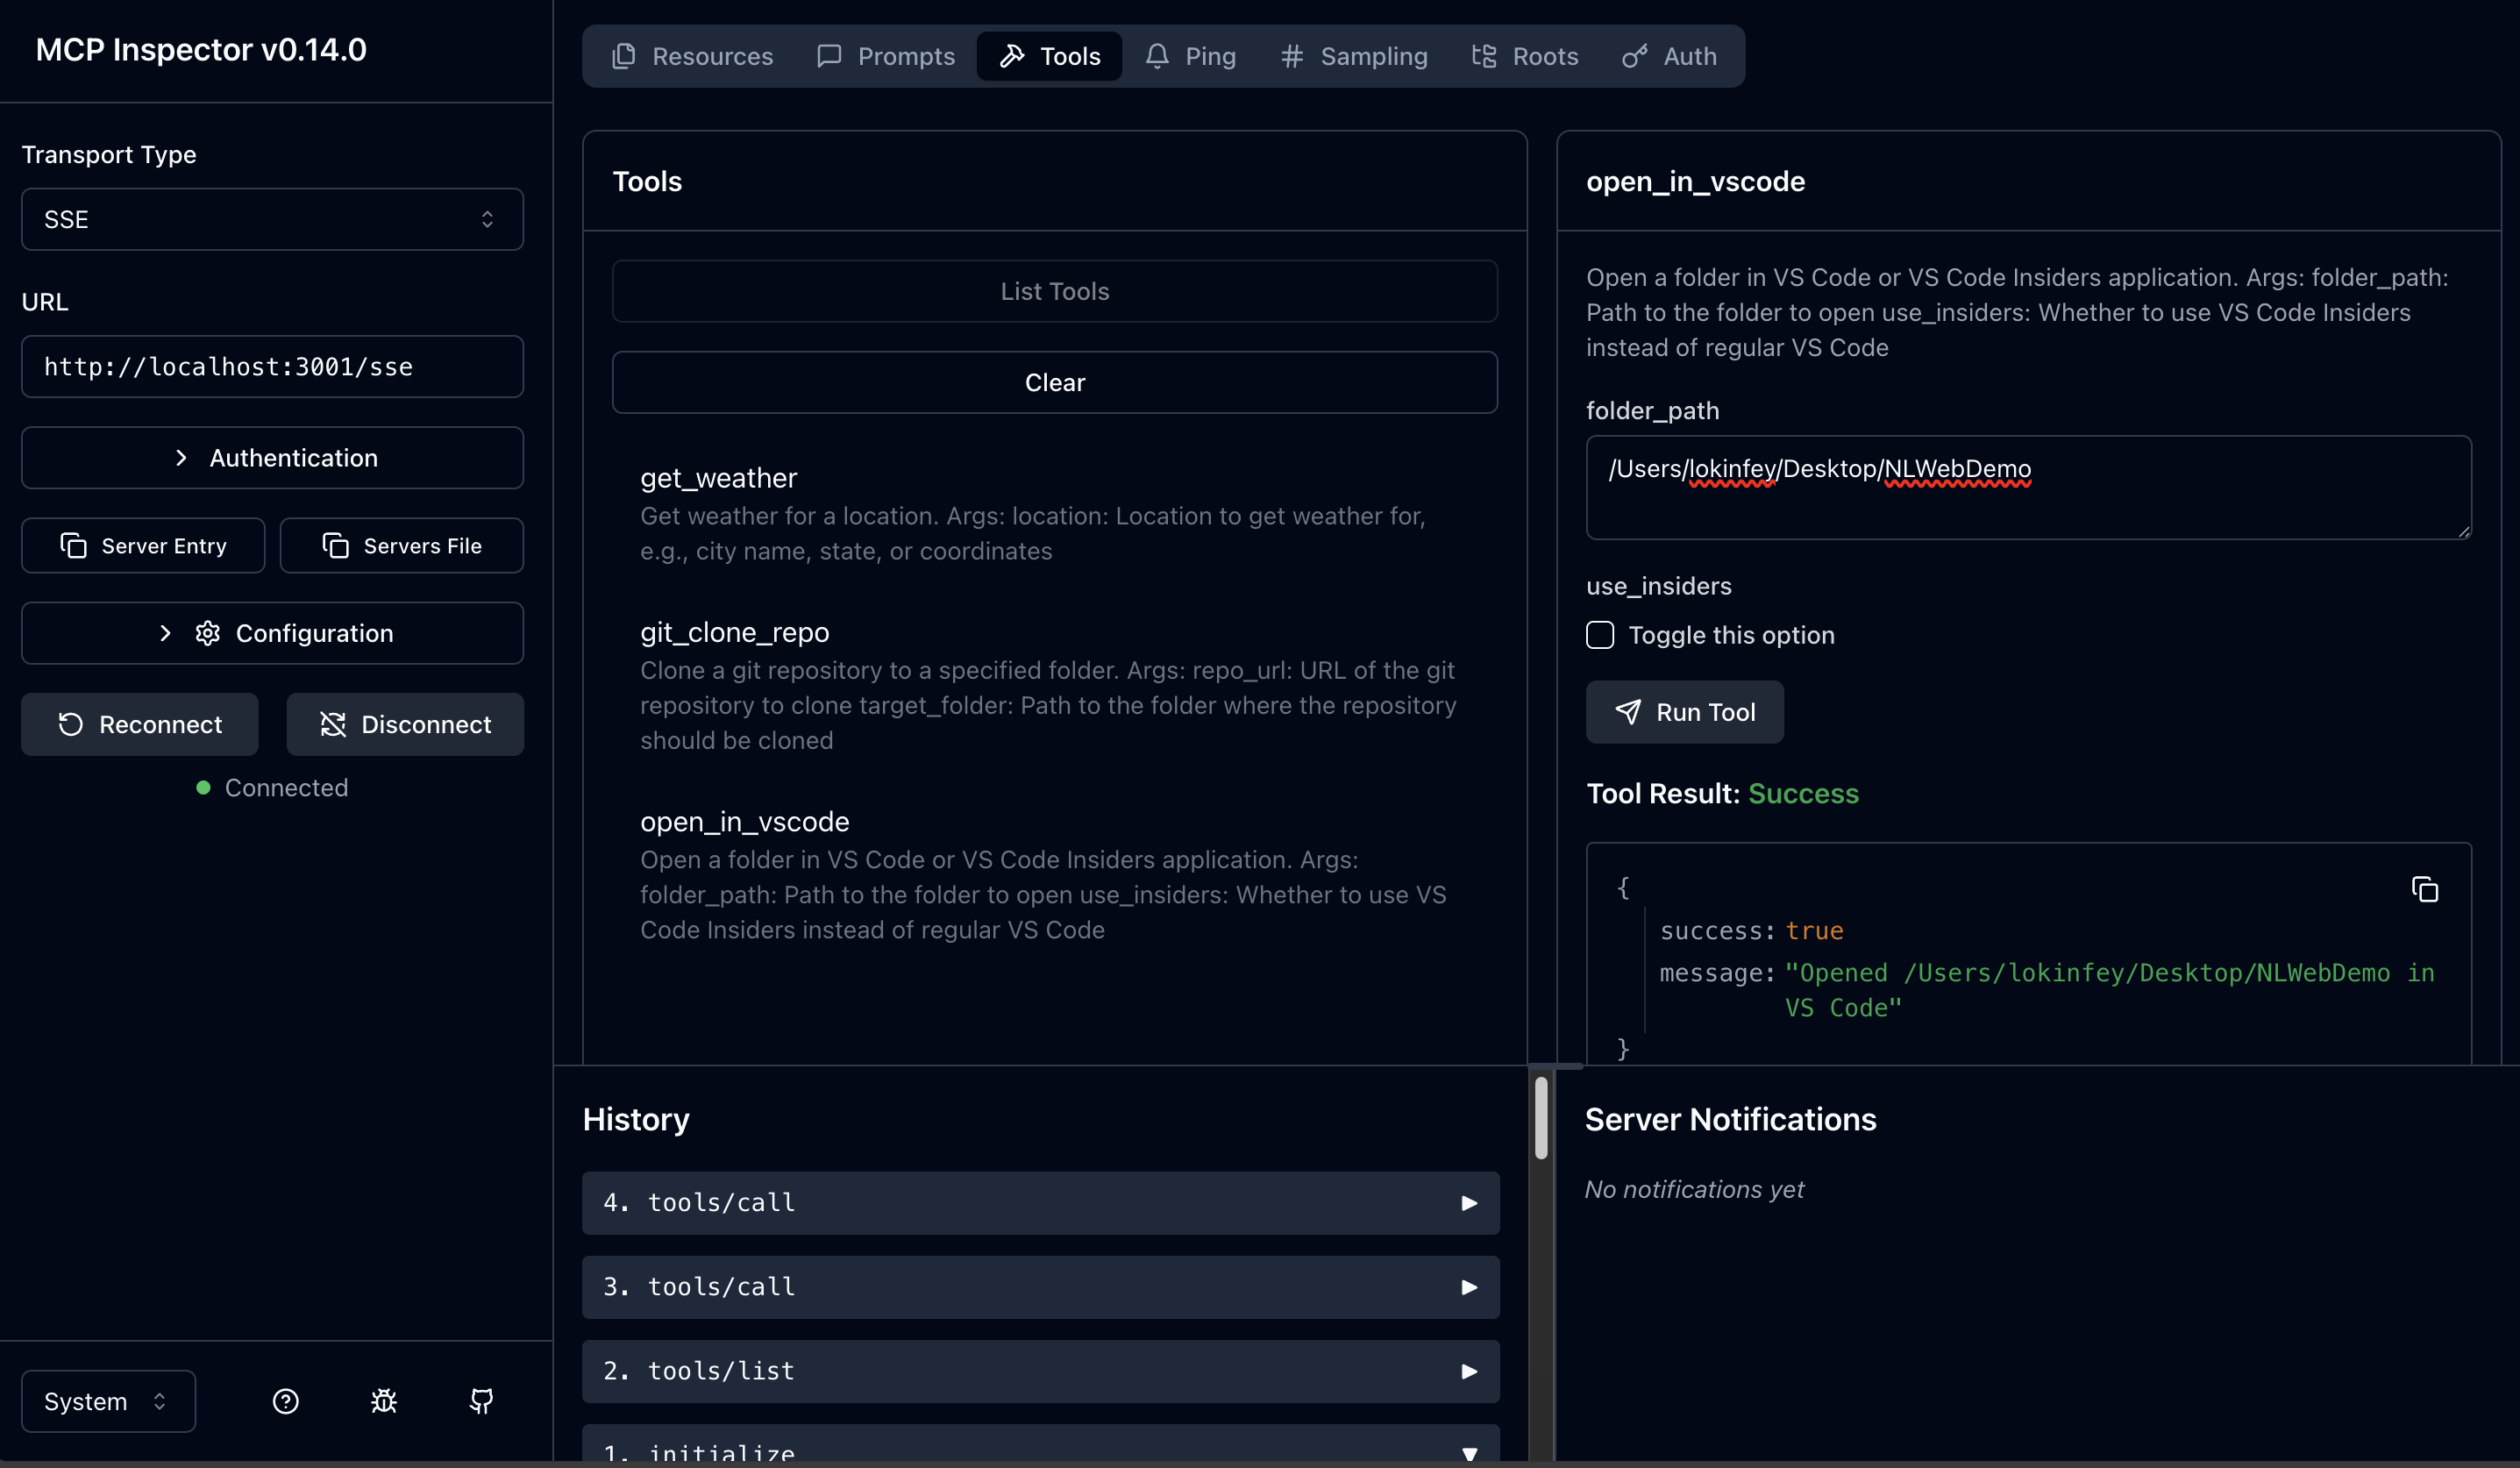 MCP Inspector v0.14.0
Transport Type
SSE
URL
http://localhost:3001/sse
Authentication
Server Entry
Servers File
Configuration
Reconnect
Disconnect
Connected
System
Resources
Prompts
Tools
Ping
Sampling
Roots
Auth
Tools
List Tools
Clear
get_weather
Get weather for a location. Args: location: Location to get weather for,
e.g., city name, state, or coordinates
git_clone_repo
Clone a git repository to a specified folder. Args: repo_url: URL of the git
repository to clone target_folder: Path to the folder where the repository
should be cloned
open_in_vscode
Open a folder in VS Code or VS Code Insiders application. Args:
folder_path: Path to the folder to open use_insiders: Whether to use VS
Code Insiders instead of regular VS Code
open_in_vscode
Open a folder in VS Code or VS Code Insiders application. Args: folder_path:
Path to the folder to open use_insiders: Whether to use VS Code Insiders
instead of regular VS Code
folder_path
/Users/lokinfey/Desktop/NLWebDemo
use_insiders
Toggle this option
Run Tool
Tool Result: Success
{
success: true
message: "Opened /Users/lokinfey/Desktop/NLWebDemo in
VS Code"
}
History
4. tools/call
3. tools/call
2. tools/list
1. initialize
Server Notifications
No notifications yet